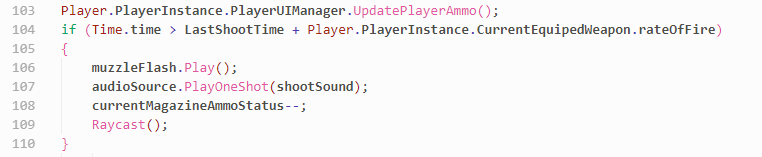 103 Player.PlayerInstance.PlayerUIManager.UpdatePlayerAmmo();
104 if (Time.time > LastShootTime + Player.PlayerInstance.CurrentEquipedWeapon.rateOfFire)
105 {
106     muzzleFlash.Play();
107     audioSource.PlayOneShot(shootSound);
108     currentMagazineAmmoStatus--;
109     Raycast();
110 }